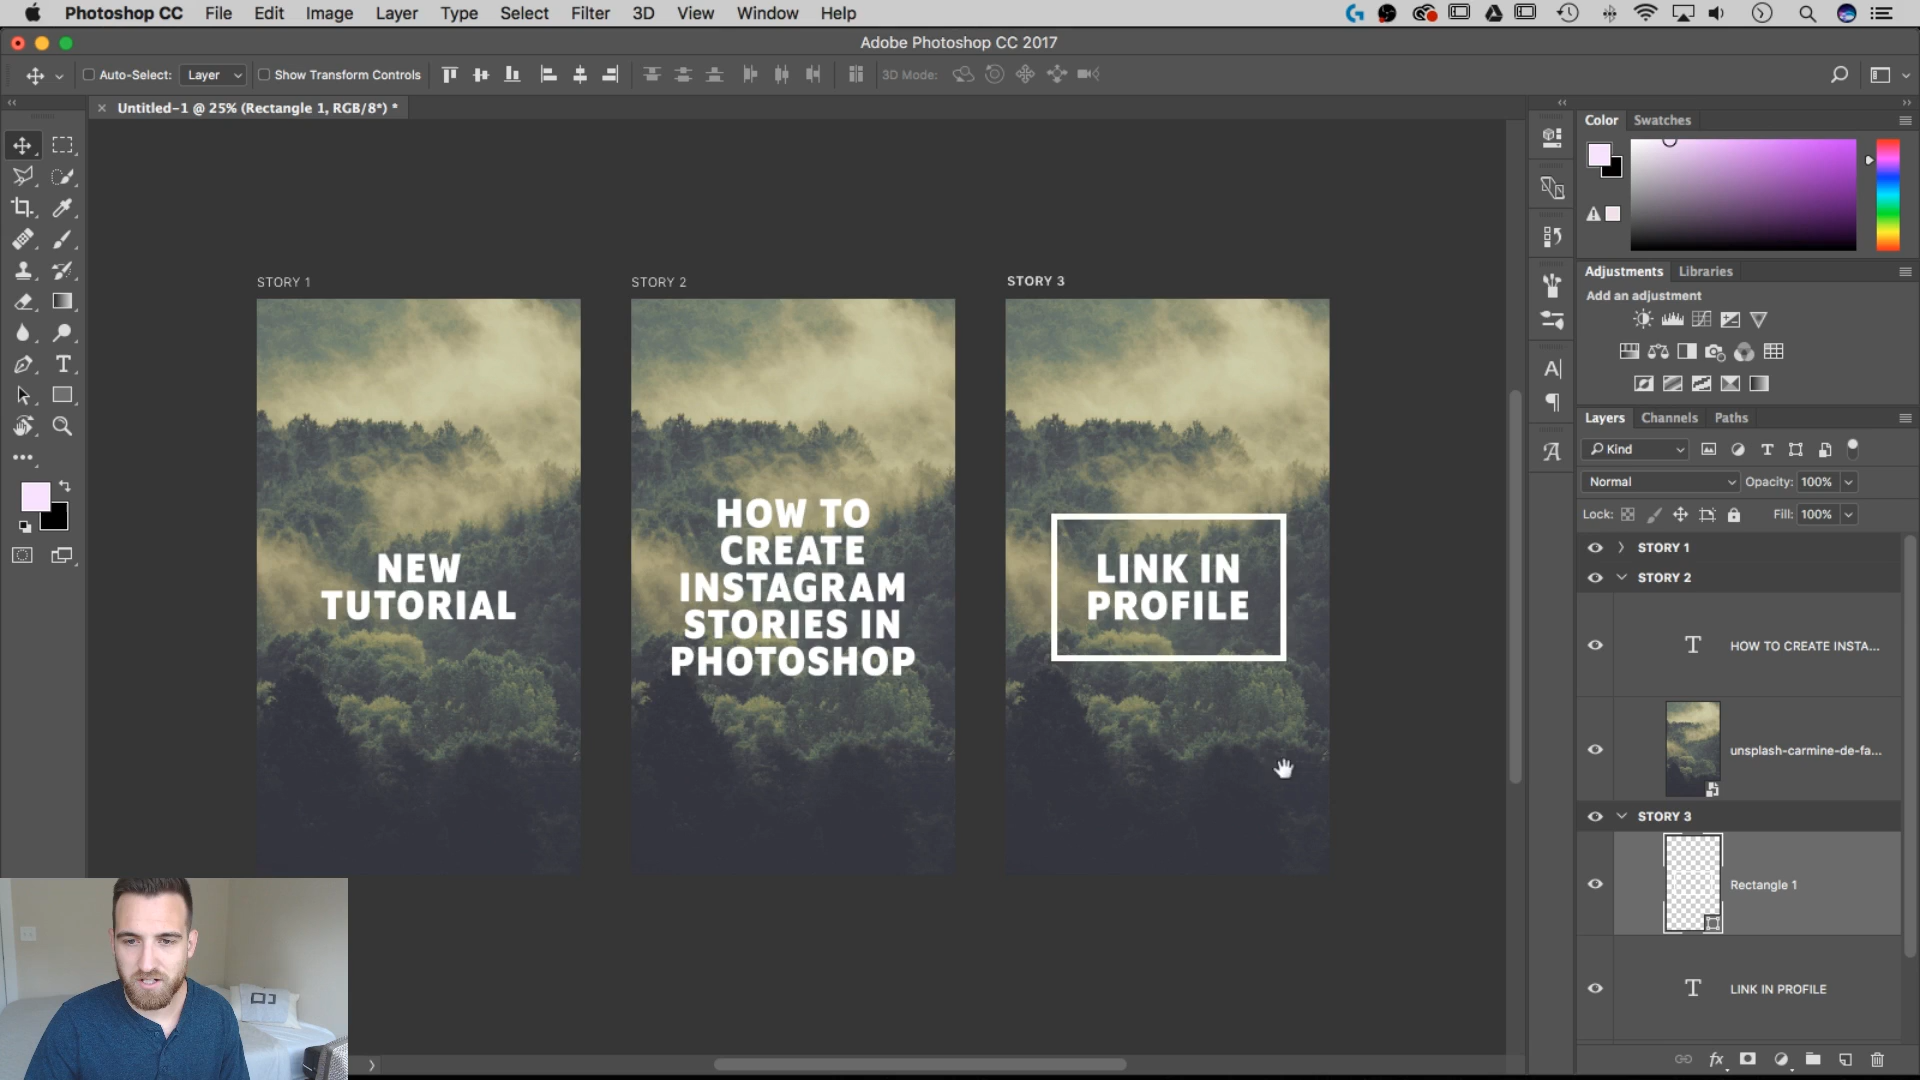 Photoshop CC File Edit Image Layer Type Select Filter 3D View Window Help
Adobe Photoshop CC 2017
Auto-Select: Layer Show Transform Controls 3D Mode:
Untitled-1 @ 25% (Rectangle 1, RGB/8*) *
Color Swatches
Adjustments Libraries
Add an adjustment
Layers Channels Paths
Kind
Normal Opacity: 100%
Lock: Fill: 100%
STORY 1
STORY 2
HOW TO CREATE INSTA...
unsplash-carmine-de-fa...
STORY 3
Rectangle 1
LINK IN PROFILE
STORY 1
NEW
TUTORIAL
STORY 2
HOW TO
CREATE
INSTAGRAM
STORIES IN
PHOTOSHOP
STORY 3
LINK IN
PROFILE